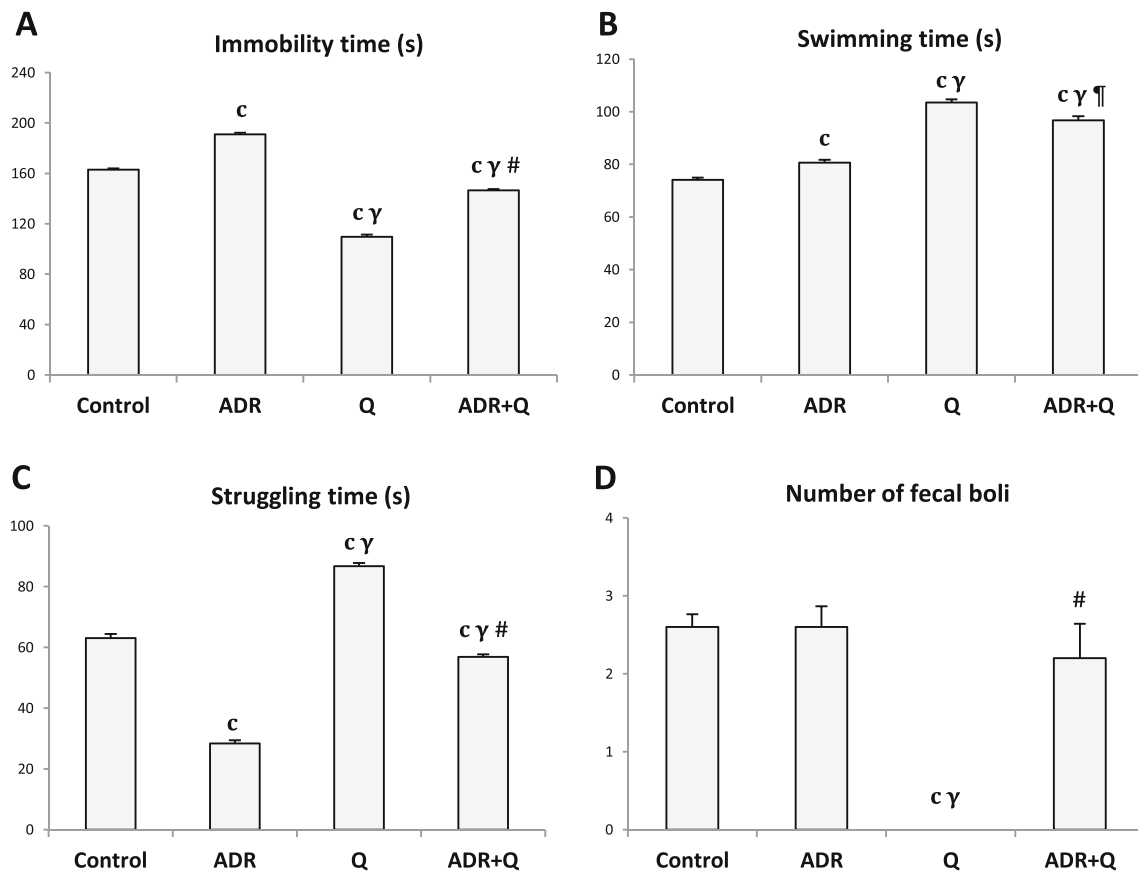 A
Immobility time (s)
240
200
160
120
80
40
0
c
c γ
c γ #
Control ADR Q ADR+Q
B
Swimming time (s)
120
100
80
60
40
20
0
c
c γ
c γ ¶
Control ADR Q ADR+Q
C
Struggling time (s)
100
80
60
40
20
0
c
c γ
c γ #
Control ADR Q ADR+Q
D
Number of fecal boli
4
3
2
1
0
c γ
#
Control ADR Q ADR+Q